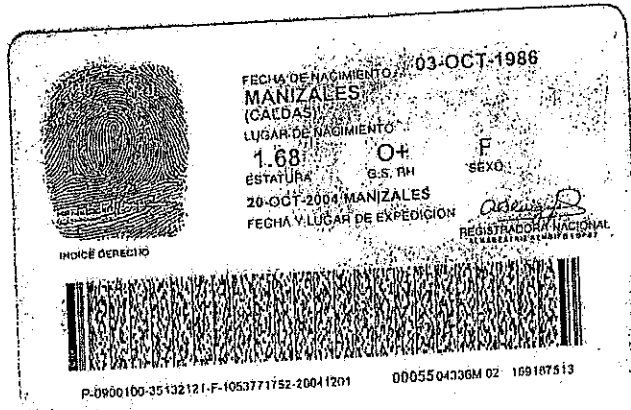 FECHA DE NACIMIENTO 03-OCT-1986
MANIZALES
(CALDAS)
LUGAR DE NACIMIENTO
1.68 O+ F
ESTATURA G.S. RH SEXO
20-OCT-2004 MANIZALES
FECHA Y LUGAR DE EXPEDICION
REGISTRADORA NACIONAL
INDICE DERECHO
P-0900100-35132121-F-1053771752-20041201 0005504336M 02 169187513